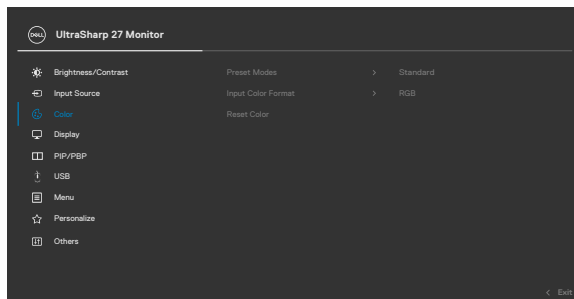 DELL UltraSharp 27 Monitor
Brightness/Contrast Preset Modes > Standard
Input Source Input Color Format > RGB
Color Reset Color
Display
PIP/PBP
USB
Menu
Personalize
Others
< Exit